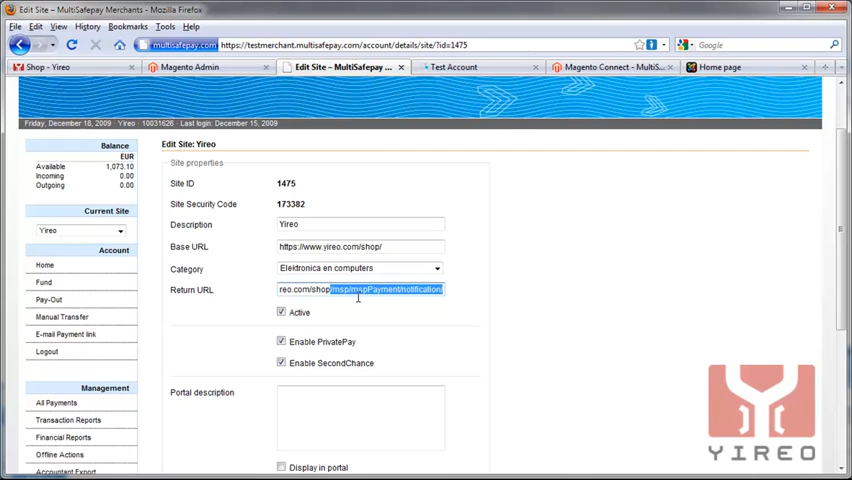 Edit Site – MultiSafepay Merchants - Mozilla Firefox
File Edit View History Bookmarks Tools Help
multisafepay.com https://testmerchant.multisafepay.com/account/details/site/?id=1475
Google
Shop - Yireo
Magento Admin
Edit Site – MultiSafepay ...
Test Account
Magento Connect - MultiS...
Home page
Friday, December 18, 2009 - Yireo - 10031626 - Last login: December 15, 2009
Balance
EUR
Available 1,073.10
Incoming 0.00
Outgoing 0.00
Current Site
Yireo
Account
Home
Fund
Pay-Out
Manual Transfer
E-mail Payment link
Logout
Management
All Payments
Transaction Reports
Financial Reports
Offline Actions
Accountant Export
Edit Site: Yireo
Site properties
Site ID 1475
Site Security Code 173382
Description Yireo
Base URL https://www.yireo.com/shop/
Category Elektronica en computers
Return URL reo.com/shop/msp/mspPayment/notification/
Active
Enable PrivatePay
Enable SecondChance
Portal description
Display in portal
YIREO